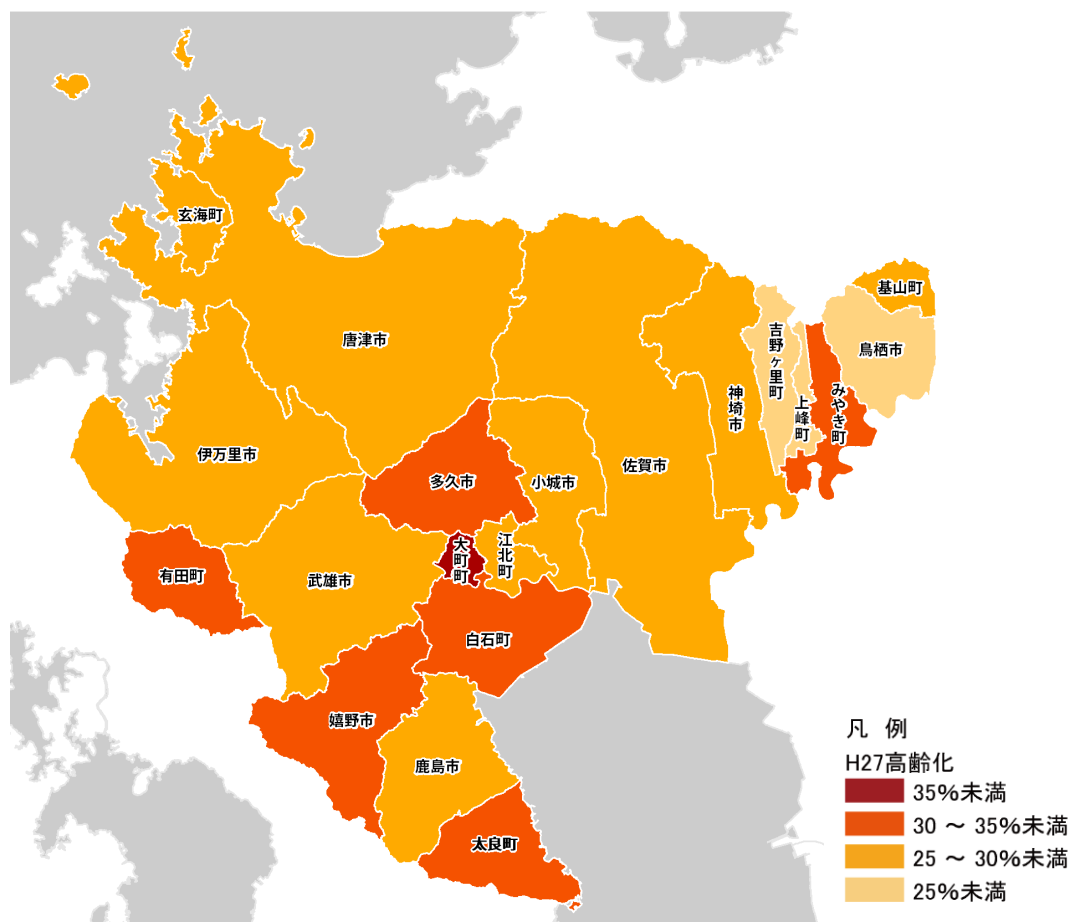 玄海町
基山町
唐津市
吉野ヶ里町
鳥栖市
神埼市
上峰町
みやき町
伊万里市
多久市
小城市
佐賀市
大町町
江北町
有田町
武雄市
白石町
嬉野市
鹿島市
太良町
凡 例
H27高齢化
35%未満
30 ～ 35%未満
25 ～ 30%未満
25%未満